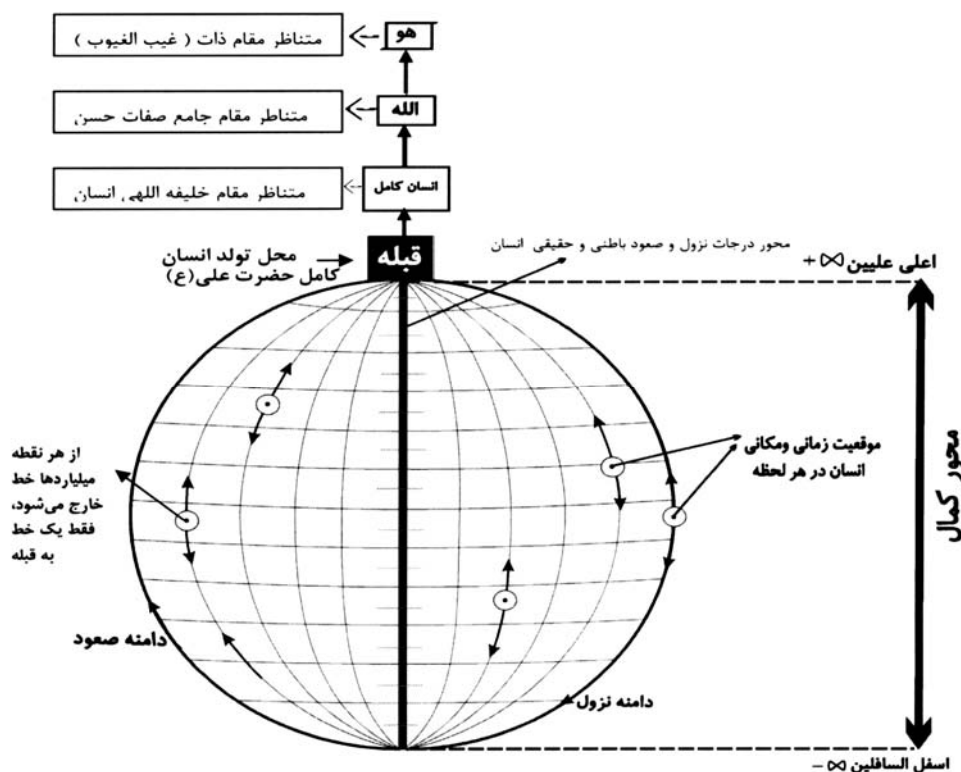 هو
متناظر مقام ذات ( غیب الغیوب )
الله
متناظر مقام جامع صفات حسن
انسان کامل
متناظر مقام خلیفه اللهی انسان
قبله
محل تولد انسان
کامل حضرت علی(ع)
محور درجات نزول و صعود باطنی و حقیقی انسان
اعلی علیین ∞ +
محور کمال
موقعیت زمانی ومکانی
انسان در هر لحظه
از هر نقطه
میلیاردها خط
خارج می‌شود،
فقط یک خط
به قبله
دامنه صعود
دامنه نزول
اسفل السافلین ∞ −